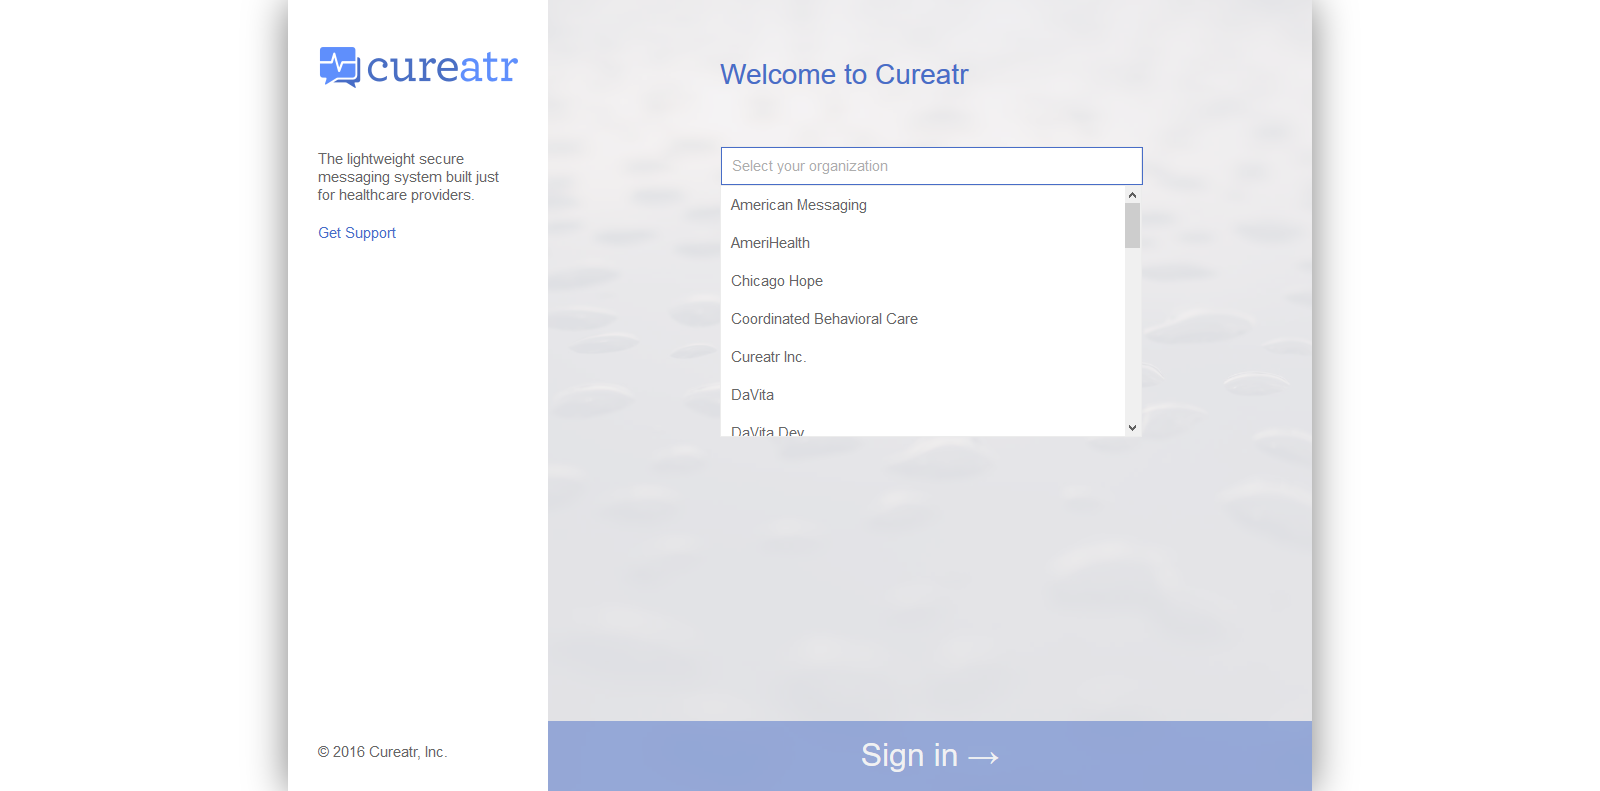 cureatr
The lightweight secure
messaging system built just
for healthcare providers.
Get Support
© 2016 Cureatr, Inc.
Welcome to Cureatr
Select your organization
American Messaging
AmeriHealth
Chicago Hope
Coordinated Behavioral Care
Cureatr Inc.
DaVita
DaVita Dev
Sign in →